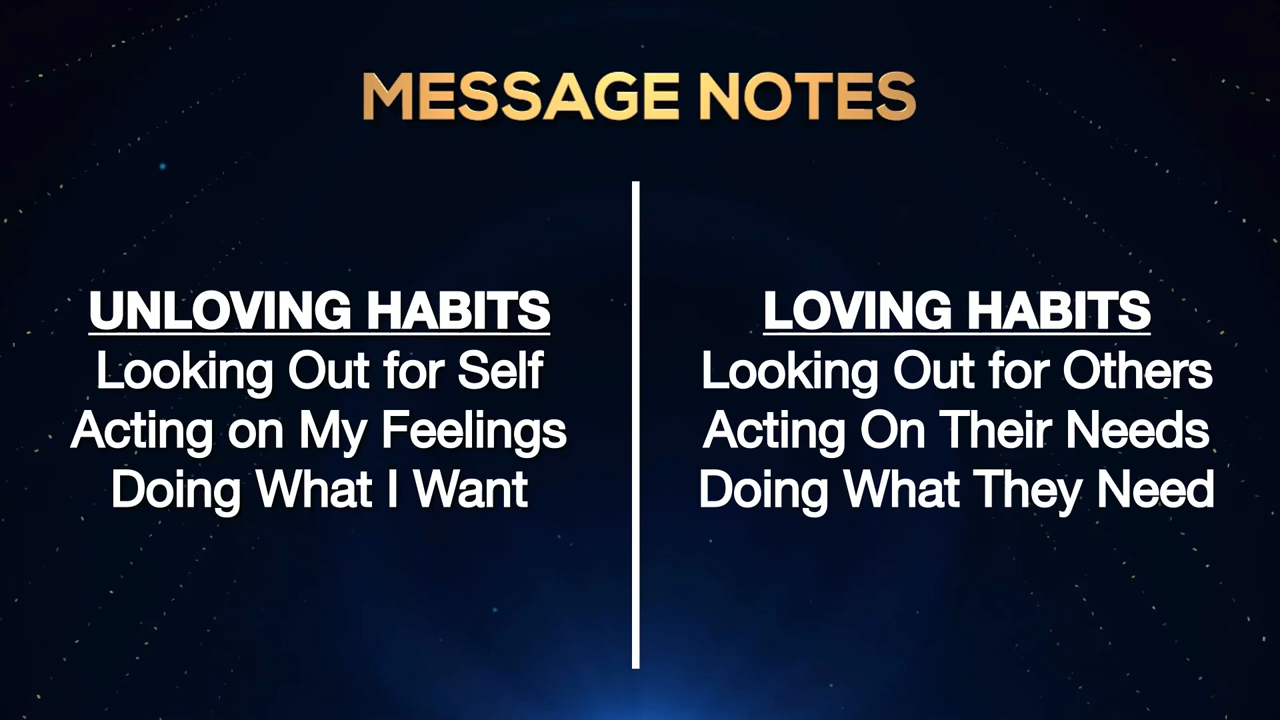 MESSAGE NOTES
UNLOVING HABITS
Looking Out for Self
Acting on My Feelings
Doing What I Want
LOVING HABITS
Looking Out for Others
Acting On Their Needs
Doing What They Need